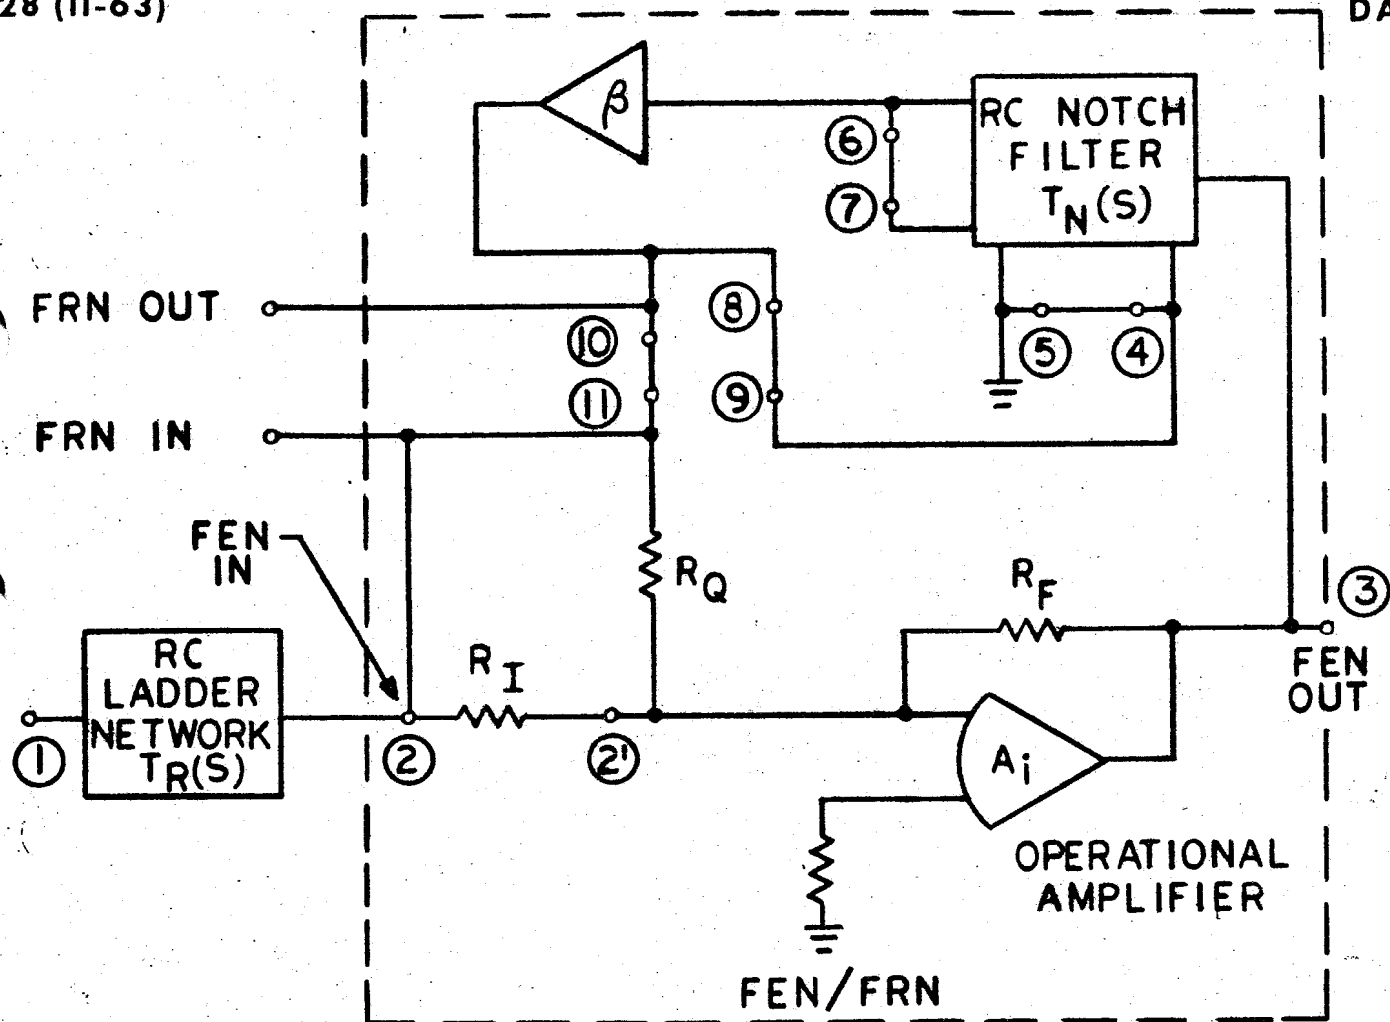 28 (11-63)
DA
β
RC NOTCH
FILTER
T_N(S)
6
7
FRN OUT
10
8
5
4
11
9
FRN IN
FEN
IN
R_Q
R_F
3
FEN
OUT
RC
LADDER
NETWORK
T_R(S)
R_I
1
2
2'
A_i
OPERATIONAL
AMPLIFIER
FEN/FRN